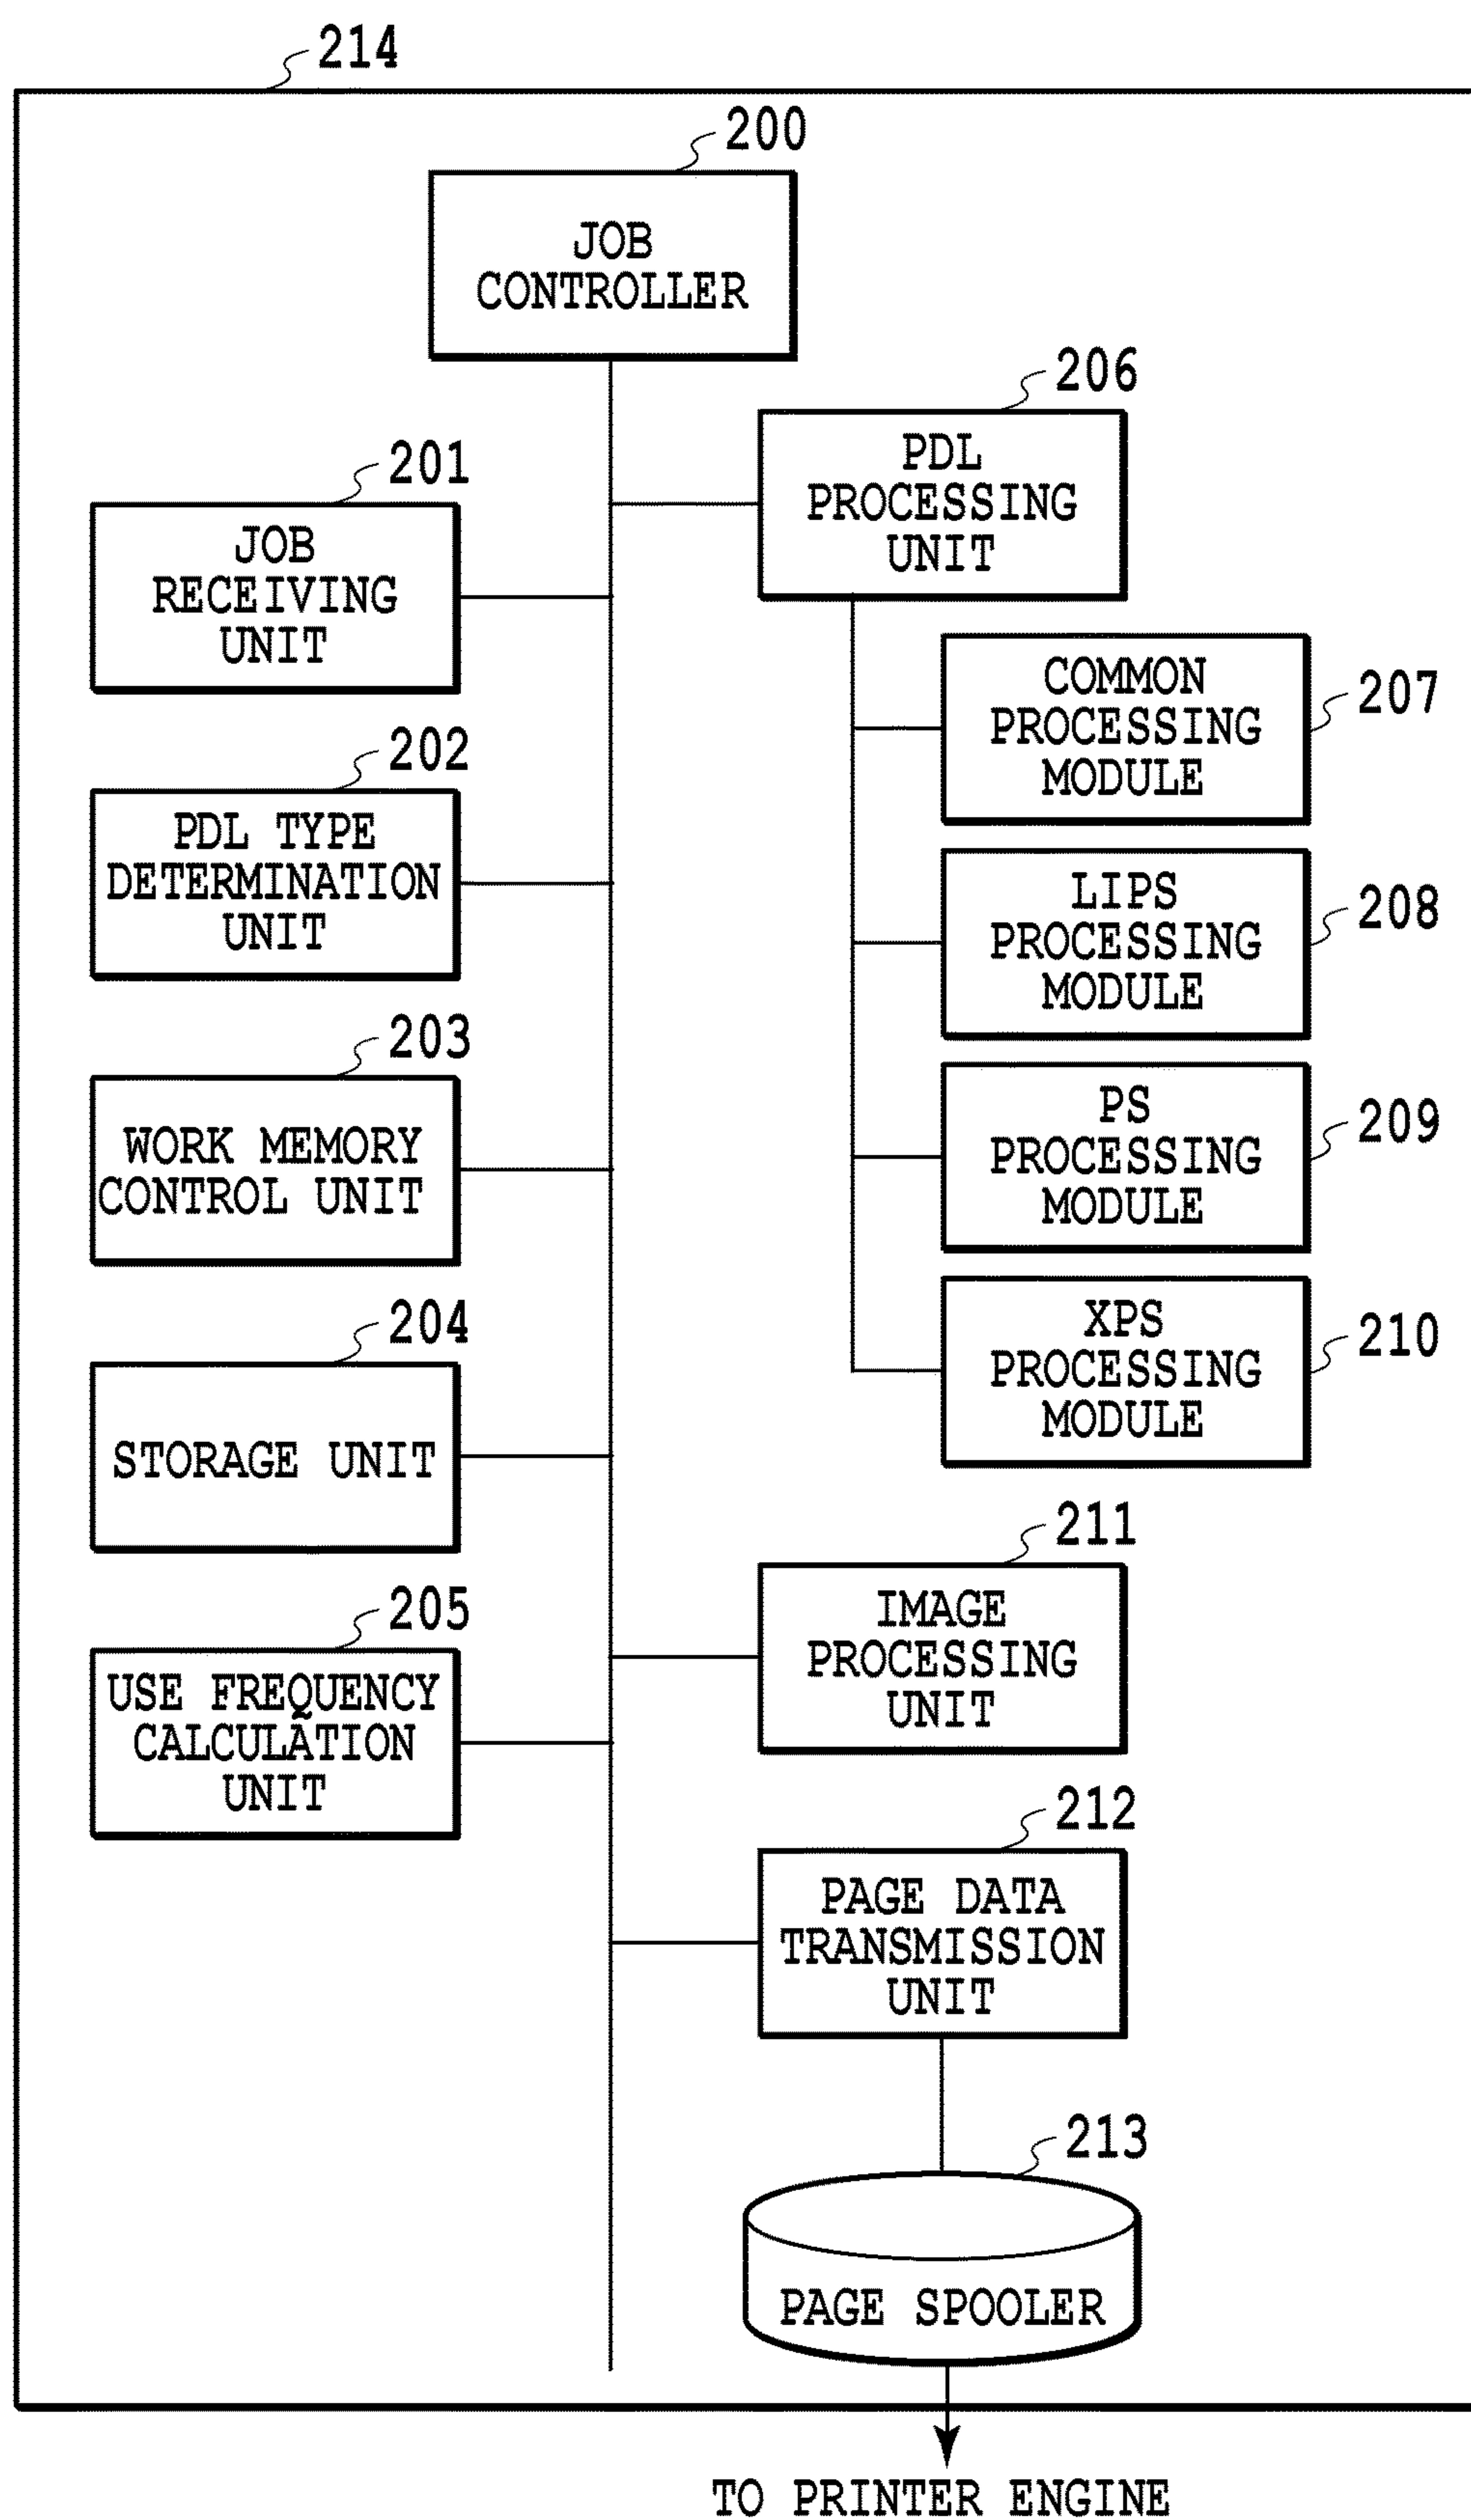 214
200
JOB
CONTROLLER
206
PDL
PROCESSING
UNIT
201
JOB
RECEIVING
UNIT
207
COMMON
PROCESSING
MODULE
202
PDL TYPE
DETERMINATION
UNIT
208
LIPS
PROCESSING
MODULE
203
WORK MEMORY
CONTROL UNIT
209
PS
PROCESSING
MODULE
204
STORAGE UNIT
210
XPS
PROCESSING
MODULE
205
USE FREQUENCY
CALCULATION
UNIT
211
IMAGE
PROCESSING
UNIT
212
PAGE DATA
TRANSMISSION
UNIT
213
PAGE SPOOLER
TO PRINTER ENGINE